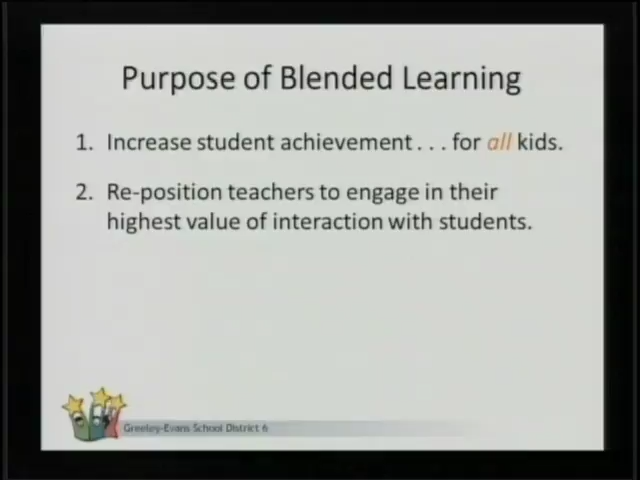 Purpose of Blended Learning
1. Increase student achievement . . . for all kids.
2. Re-position teachers to engage in their
highest value of interaction with students.
Greeley-Evans School District 6